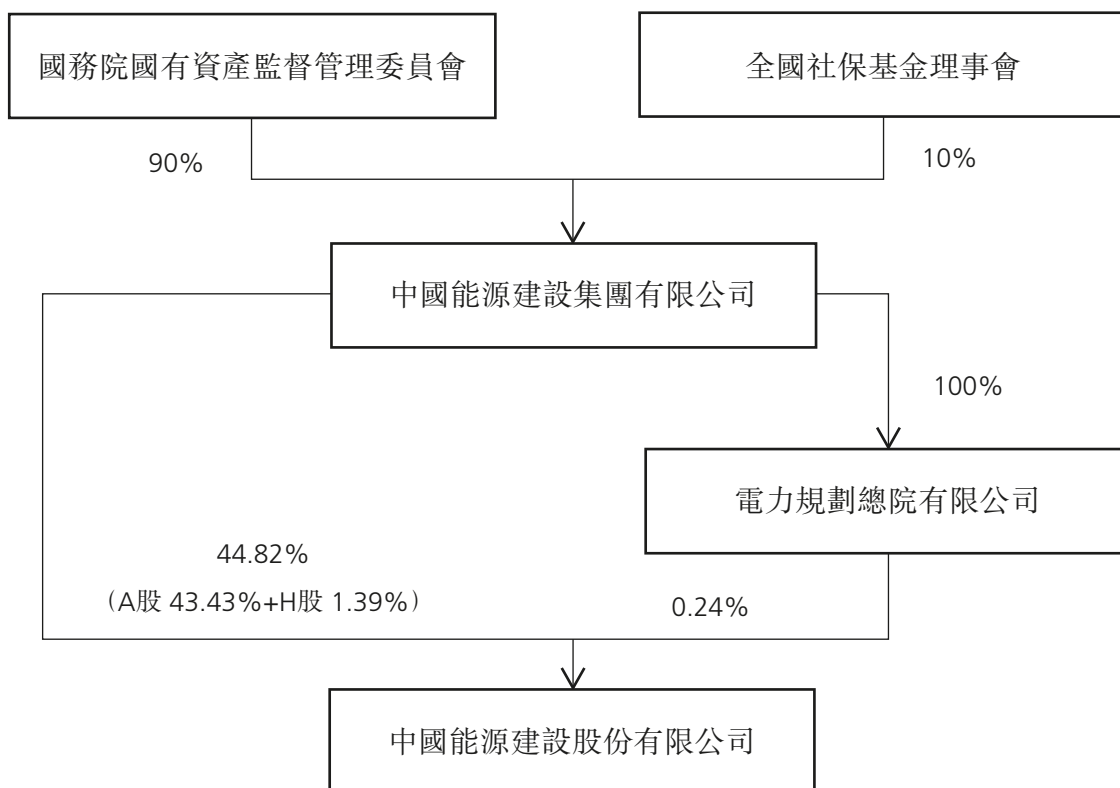 國務院國有資產監督管理委員會
全國社保基金理事會
90%
10%
中國能源建設集團有限公司
100%
電力規劃總院有限公司
44.82%
（A股 43.43%+H股 1.39%）
0.24%
中國能源建設股份有限公司